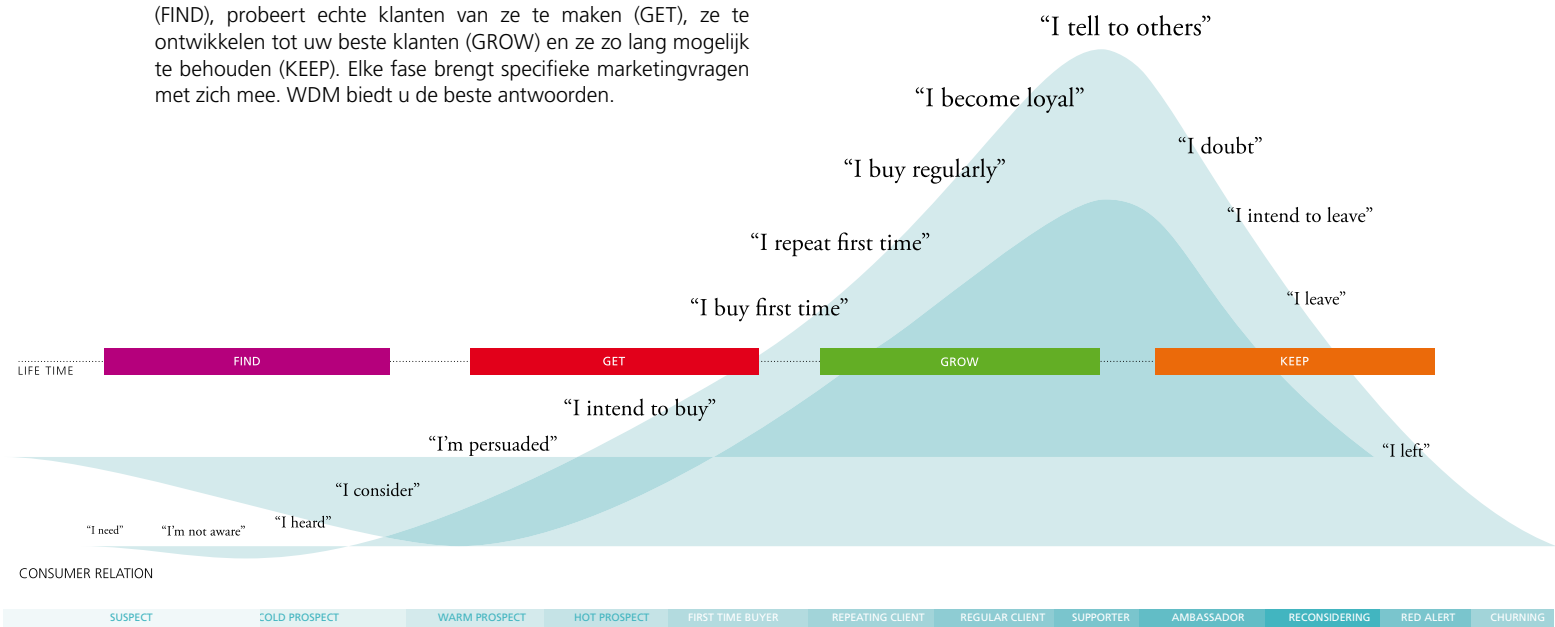 (FIND), probeert echte klanten van ze te maken (GET), ze te
ontwikkelen tot uw beste klanten (GROW) en ze zo lang mogelijk
te behouden (KEEP). Elke fase brengt specifieke marketingvragen
met zich mee. WDM biedt u de beste antwoorden.
“I tell to others”
“I become loyal”
“I doubt”
“I buy regularly”
“I intend to leave”
“I repeat first time”
“I leave”
“I buy first time”
LIFE TIME
FIND
GET
GROW
KEEP
“I intend to buy”
“I'm persuaded”
“I left”
“I consider”
“I heard”
“I need”
“I'm not aware”
CONSUMER RELATION
SUSPECT
COLD PROSPECT
WARM PROSPECT
HOT PROSPECT
FIRST TIME BUYER
REPEATING CLIENT
REGULAR CLIENT
SUPPORTER
AMBASSADOR
RECONSIDERING
RED ALERT
CHURNING